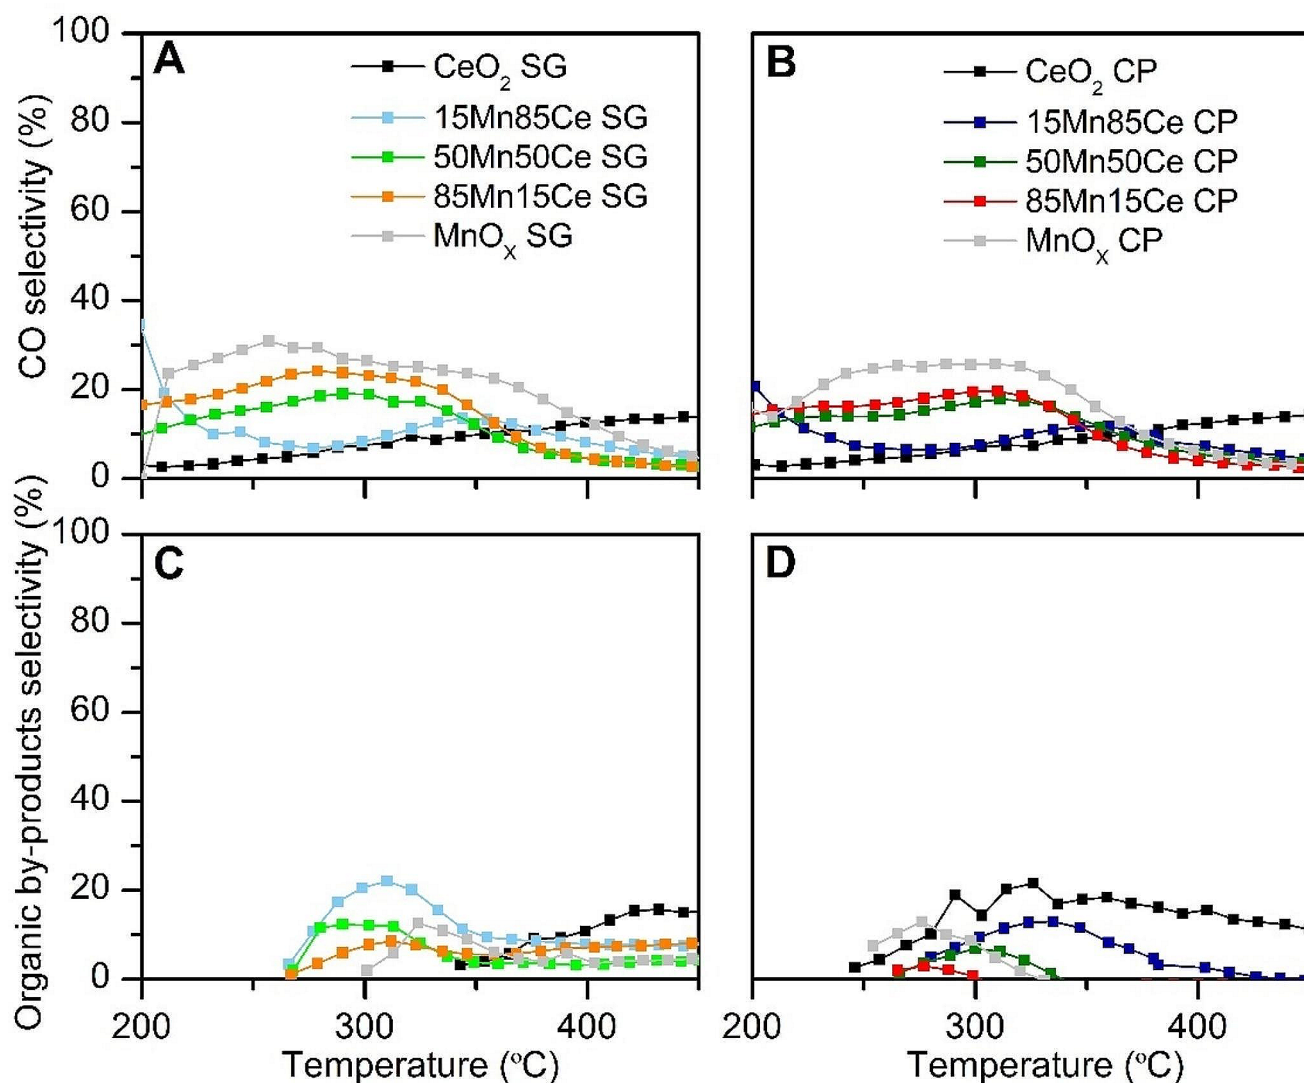 A
CeO2 SG
15Mn85Ce SG
50Mn50Ce SG
85Mn15Ce SG
MnOX SG
100
80
60
40
20
0
CO selectivity (%)
B
CeO2 CP
15Mn85Ce CP
50Mn50Ce CP
85Mn15Ce CP
MnOX CP
C
100
80
60
40
20
0
Organic by-products selectivity (%)
200 300 400
Temperature (ºC)
D
200 300 400
Temperature (ºC)